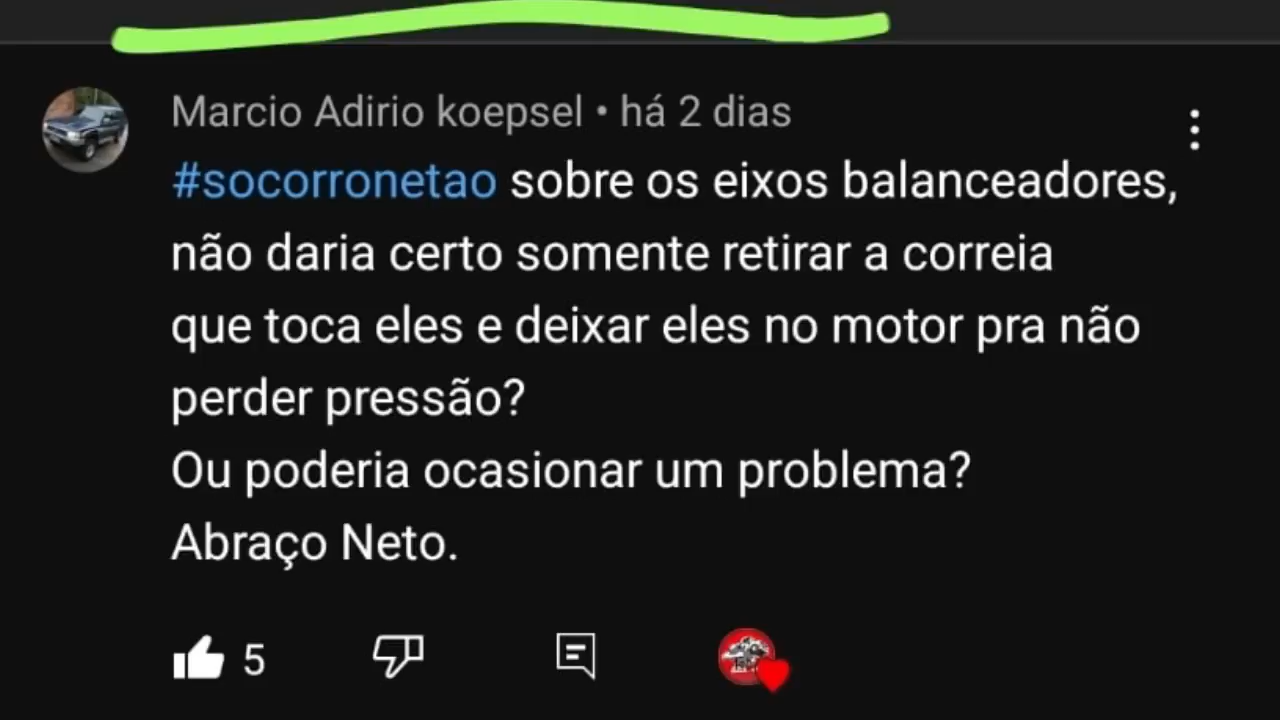 Marcio Adirio koepsel • há 2 dias
#socorronetao sobre os eixos balanceadores,
não daria certo somente retirar a correia
que toca eles e deixar eles no motor pra não
perder pressão?
Ou poderia ocasionar um problema?
Abraço Neto.
5